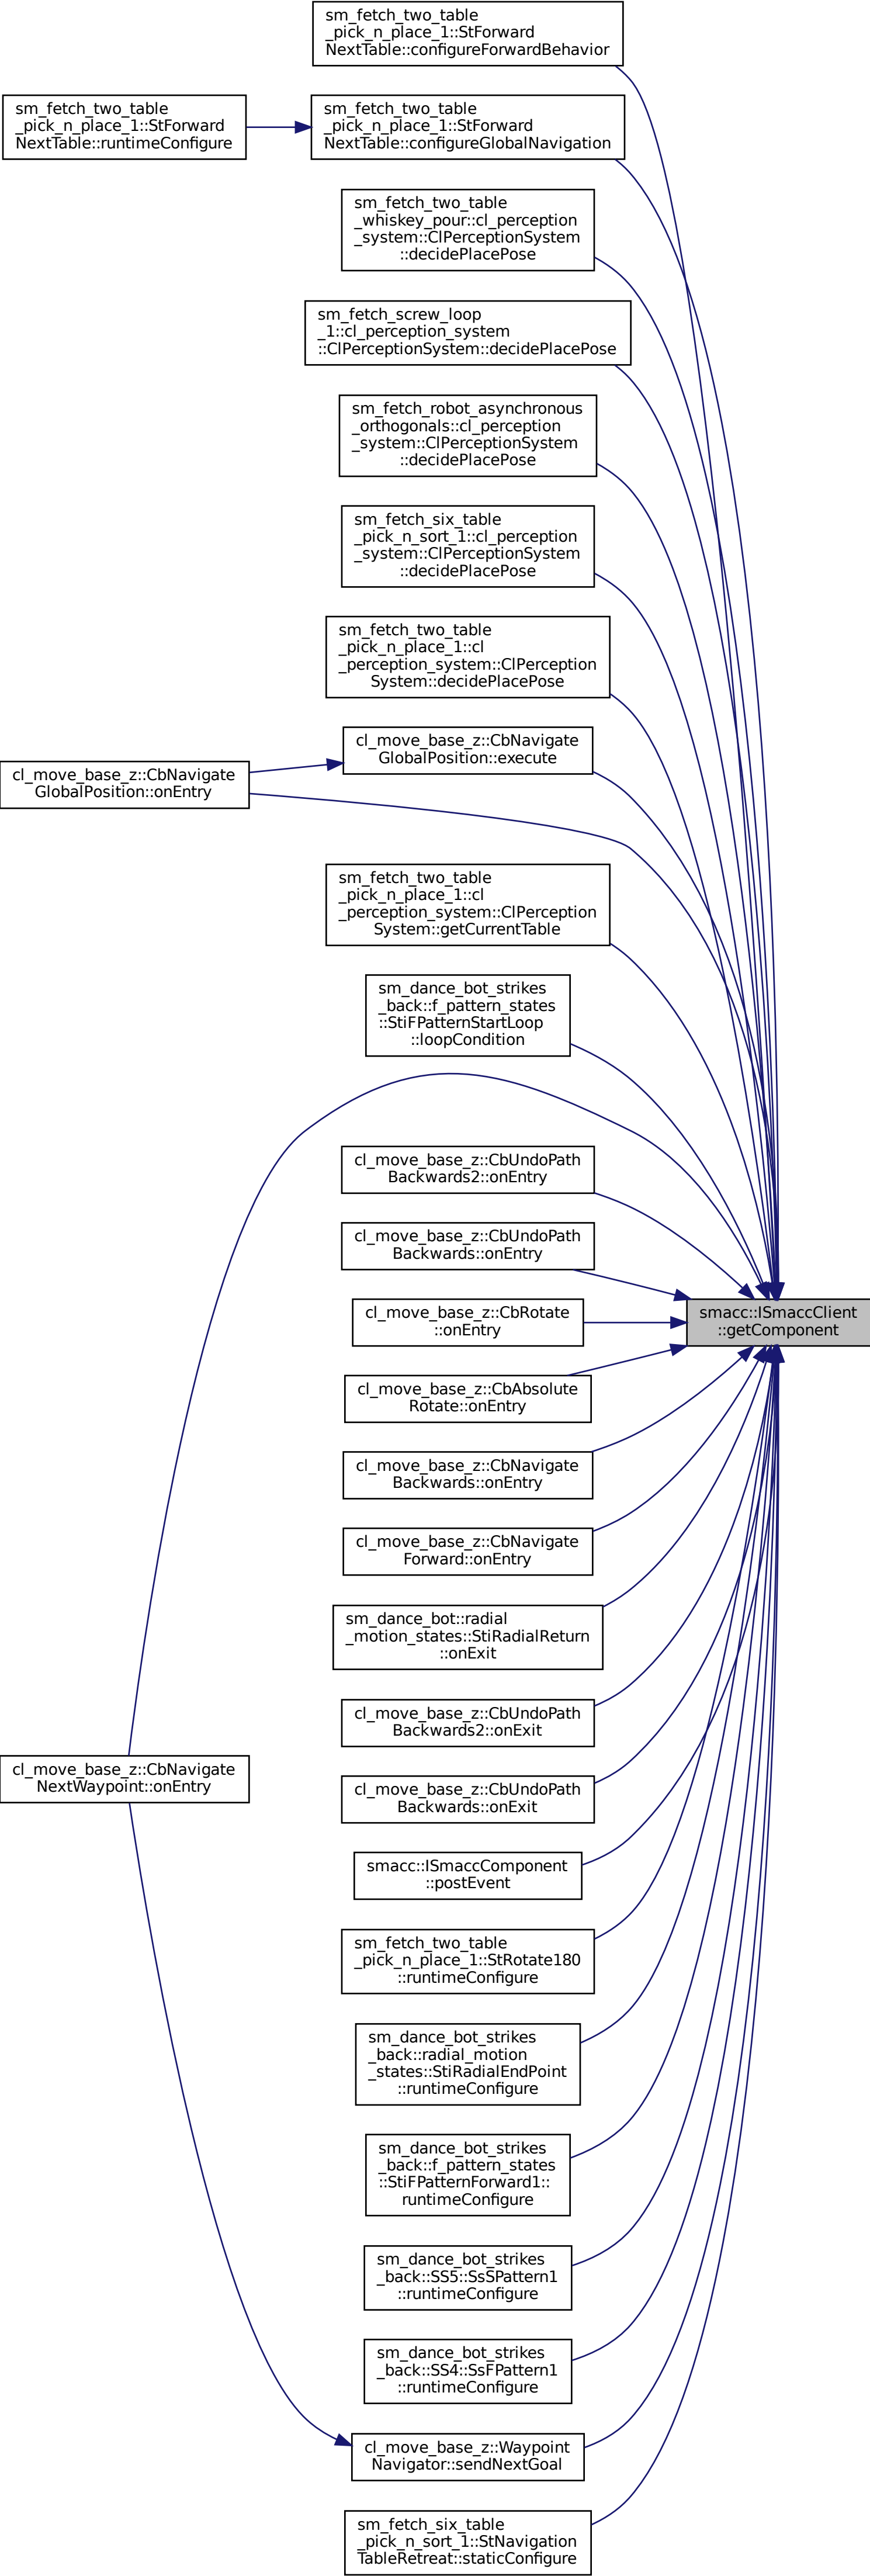 sm_fetch_two_table
_pick_n_place_1::StForward
NextTable::configureForwardBehavior
sm_fetch_two_table
_pick_n_place_1::StForward
NextTable::runtimeConfigure
sm_fetch_two_table
_pick_n_place_1::StForward
NextTable::configureGlobalNavigation
sm_fetch_two_table
_whiskey_pour::cl_perception
_system::ClPerceptionSystem
::decidePlacePose
sm_fetch_screw_loop
_1::cl_perception_system
::ClPerceptionSystem::decidePlacePose
sm_fetch_robot_asynchronous
_orthogonals::cl_perception
_system::ClPerceptionSystem
::decidePlacePose
sm_fetch_six_table
_pick_n_sort_1::cl_perception
_system::ClPerceptionSystem
::decidePlacePose
sm_fetch_two_table
_pick_n_place_1::cl
_perception_system::ClPerception
System::decidePlacePose
cl_move_base_z::CbNavigate
GlobalPosition::execute
cl_move_base_z::CbNavigate
GlobalPosition::onEntry
sm_fetch_two_table
_pick_n_place_1::cl
_perception_system::ClPerception
System::getCurrentTable
sm_dance_bot_strikes
_back::f_pattern_states
::StiFPatternStartLoop
::loopCondition
cl_move_base_z::CbUndoPath
Backwards2::onEntry
cl_move_base_z::CbUndoPath
Backwards::onEntry
cl_move_base_z::CbRotate
::onEntry
smacc::ISmaccClient
::getComponent
cl_move_base_z::CbAbsolute
Rotate::onEntry
cl_move_base_z::CbNavigate
Backwards::onEntry
cl_move_base_z::CbNavigate
Forward::onEntry
sm_dance_bot::radial
_motion_states::StiRadialReturn
::onExit
cl_move_base_z::CbUndoPath
Backwards2::onExit
cl_move_base_z::CbNavigate
NextWaypoint::onEntry
cl_move_base_z::CbUndoPath
Backwards::onExit
smacc::ISmaccComponent
::postEvent
sm_fetch_two_table
_pick_n_place_1::StRotate180
::runtimeConfigure
sm_dance_bot_strikes
_back::radial_motion
_states::StiRadialEndPoint
::runtimeConfigure
sm_dance_bot_strikes
_back::f_pattern_states
::StiFPatternForward1::
runtimeConfigure
sm_dance_bot_strikes
_back::SS5::SsSPattern1
::runtimeConfigure
sm_dance_bot_strikes
_back::SS4::SsFPattern1
::runtimeConfigure
cl_move_base_z::Waypoint
Navigator::sendNextGoal
sm_fetch_six_table
_pick_n_sort_1::StNavigation
TableRetreat::staticConfigure